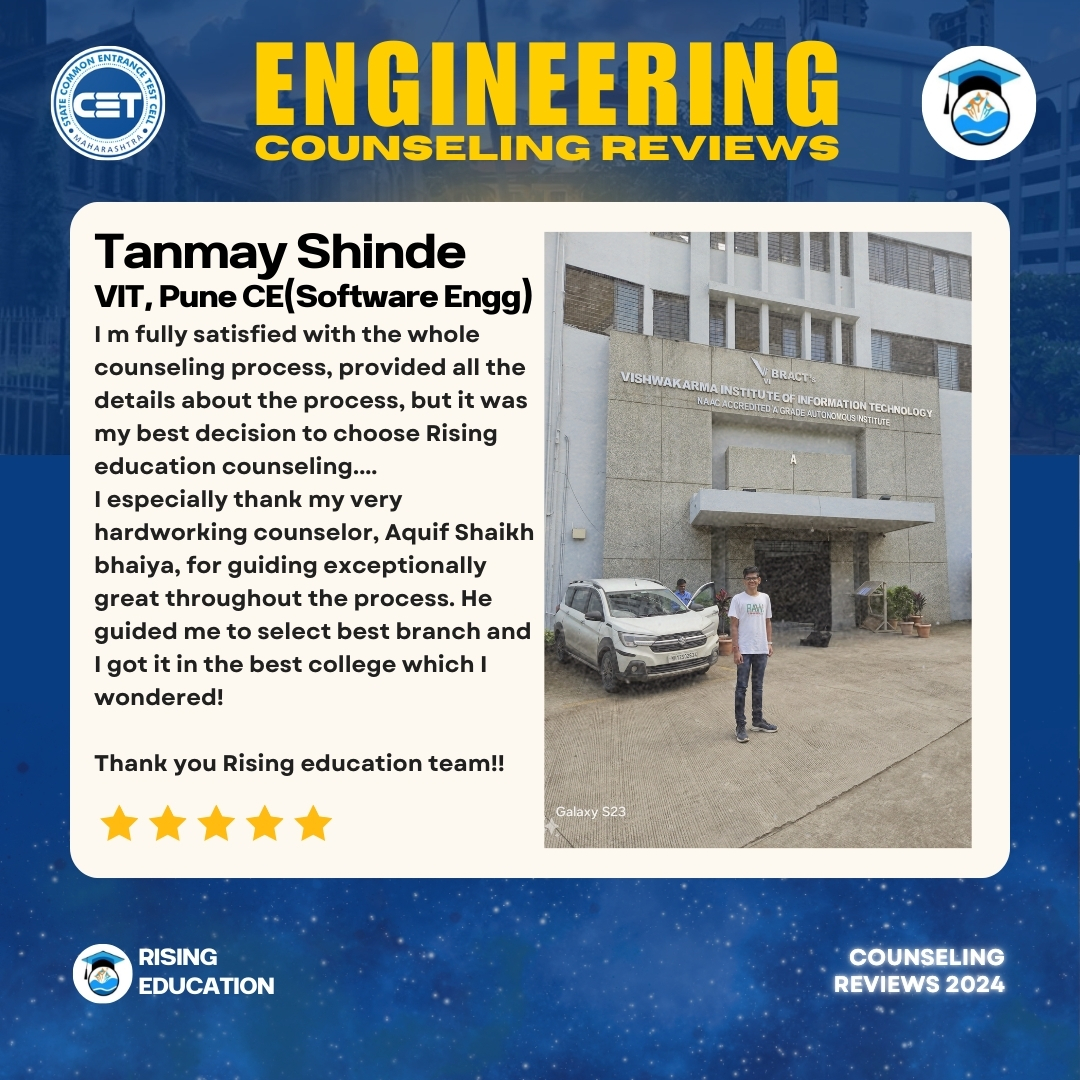 STATE COMMON ENTRANCE TEST CELL
CET
MAHARASHTRA
ENGINEERING
COUNSELING REVIEWS
Tanmay Shinde
VIT, Pune CE(Software Engg)
I m fully satisfied with the whole
counseling process, provided all the
details about the process, but it was
my best decision to choose Rising
education counseling....
I especially thank my very
hardworking counselor, Aquif Shaikh
bhaiya, for guiding exceptionally
great throughout the process. He
guided me to select best branch and
I got it in the best college which I
wondered!
Thank you Rising education team!!
BRACT's
VISHWAKARMA INSTITUTE OF INFORMATION TECHNOLOGY
NAAC ACCREDITED A GRADE AUTONOMOUS INSTITUTE
A
Galaxy S23
RISING
EDUCATION
COUNSELING
REVIEWS 2024